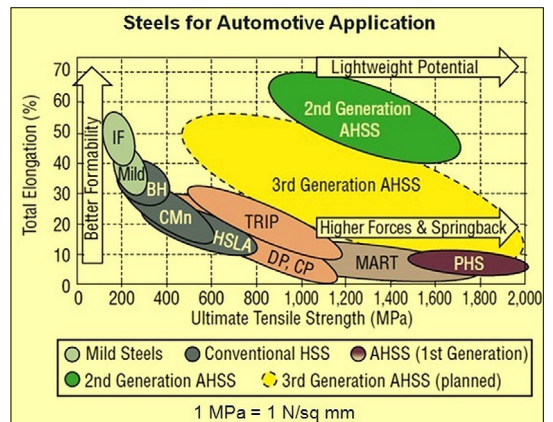 Steels for Automotive Application
Total Elongation (%)
70
60
50
40
30
20
10
0
Better Formability
Lightweight Potential
2nd Generation
AHSS
IF
Mild
BH
3rd Generation AHSS
CMn
TRIP
Higher Forces & Springback
HSLA
DP, CP
MART
PHS
0 200 400 600 800 1,000 1,200 1,400 1,600 1,800 2,000
Ultimate Tensile Strength (MPa)
Mild Steels Conventional HSS AHSS (1st Generation)
2nd Generation AHSS 3rd Generation AHSS (planned)
1 MPa = 1 N/sq mm